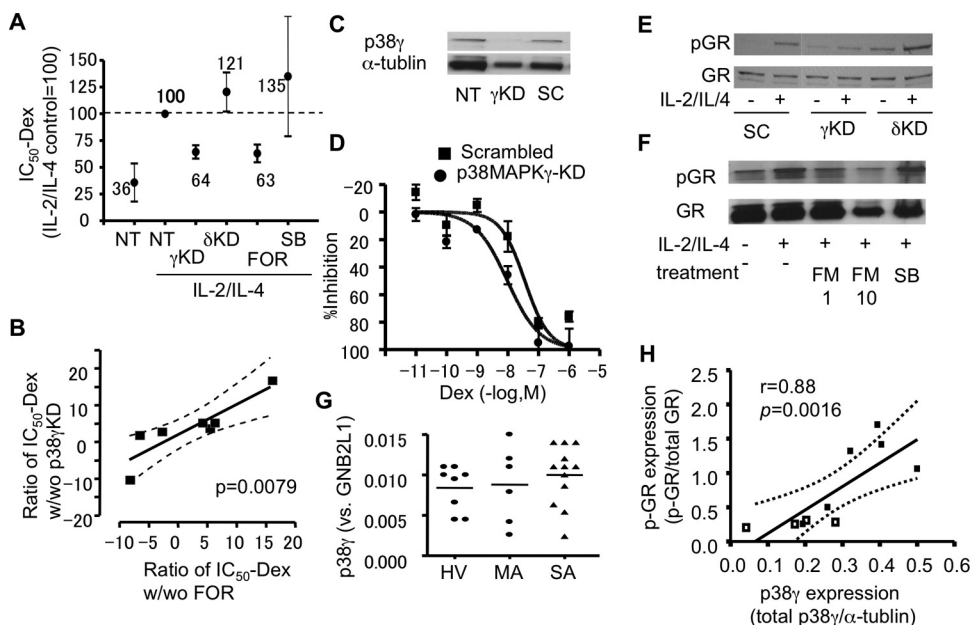 A
IC50-Dex
(IL-2/IL-4 control=100)
150
125
100
75
50
25
0
36
100
64
121
63
135
NT NT δKD SB
γKD FOR
IL-2/IL-4
B
Ratio of IC50-Dex
w/wo p38γKD
20
10
0
−10
−20
p=0.0079
−10 −5 0 5 10 15 20
Ratio of IC50-Dex
w/wo FOR
C
p38γ
α-tublin
NT γKD SC
D
Scrambled
p38MAPKγ-KD
%Inhibition
−20
0
20
40
60
80
100
−11 −10 −9 −8 −7 −6 −5
Dex (-log,M)
E
pGR
GR
IL-2/IL/4 - + - + - +
SC γKD δKD
F
pGR
GR
IL-2/IL-4 - + + + +
treatment - - FM FM SB
1 10
G
p38γ (vs. GNB2L1)
0.015
0.010
0.005
0.000
HV MA SA
H
r=0.88
p=0.0016
p-GR expression
(p-GR/total GR)
2.5
2.0
1.5
1.0
0.5
0.0
0.0 0.1 0.2 0.3 0.4 0.5 0.6
p38γ expression
(total p38γ/α-tublin)